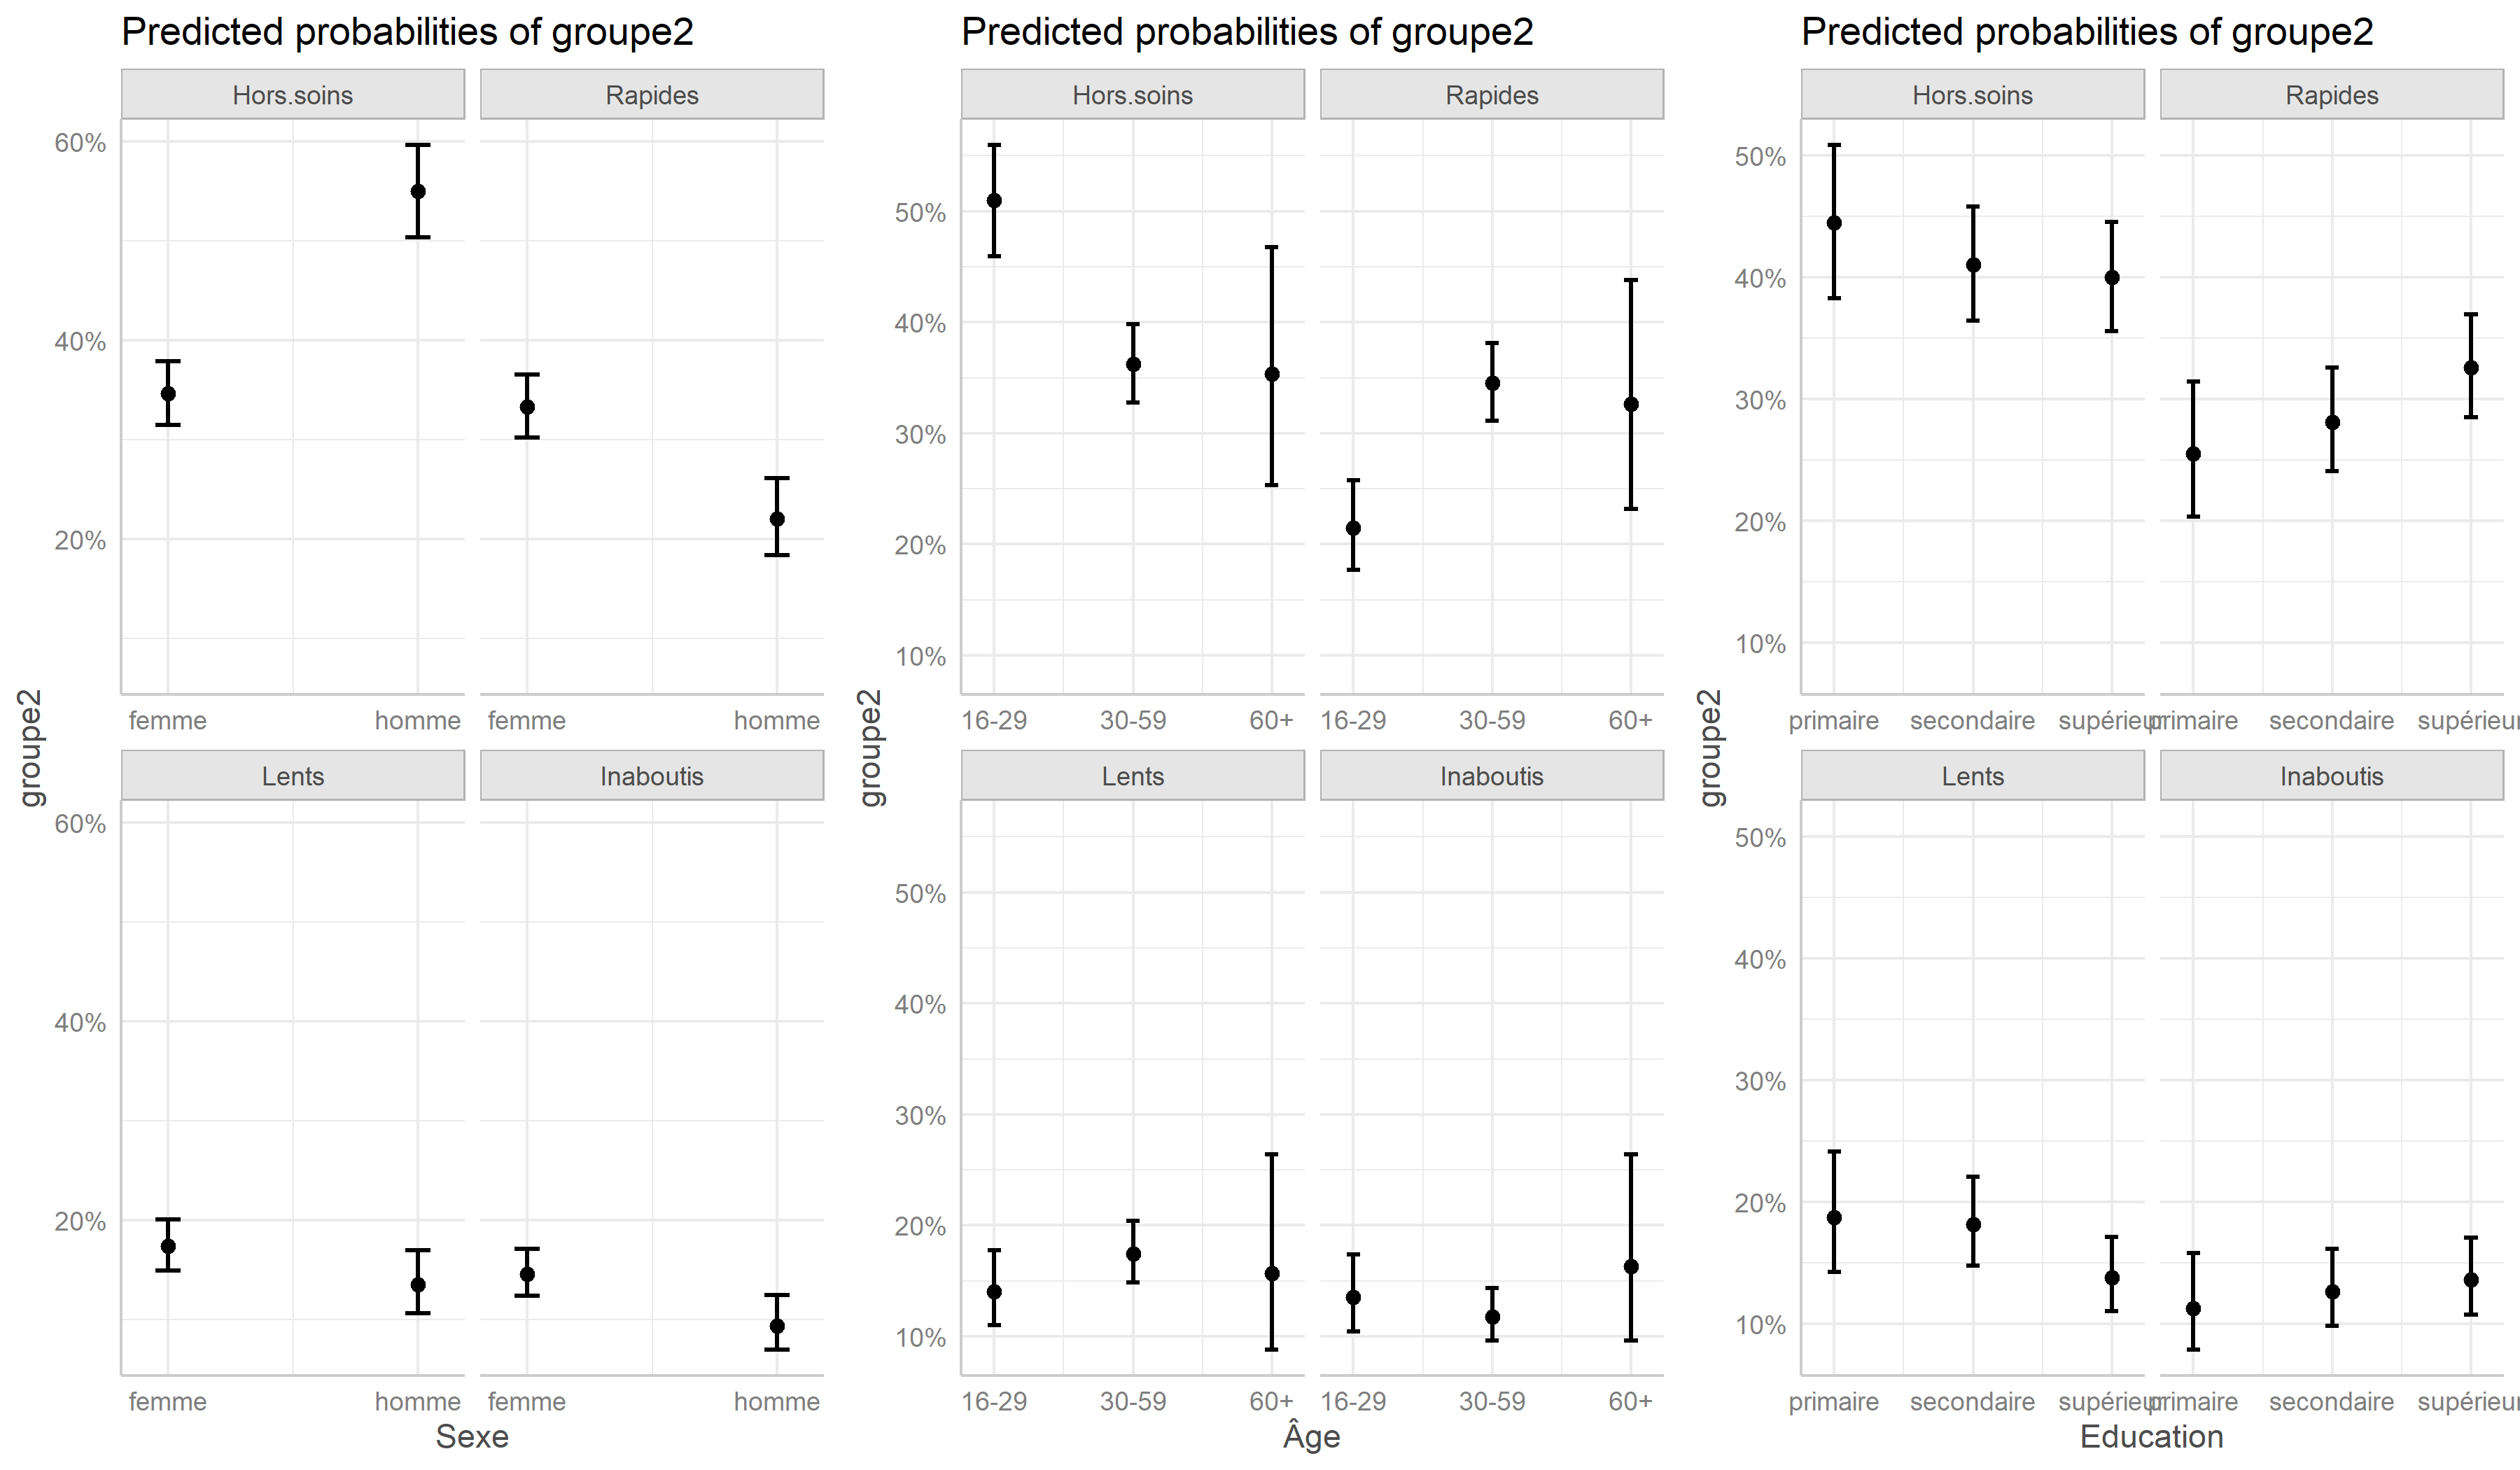 Predicted probabilities of groupe2
Hors.soins
Rapides
60%
40%
20%
femme
homme
femme
homme
Lents
Inaboutis
60%
40%
20%
femme
homme
femme
homme
groupe2
Sexe
Predicted probabilities of groupe2
Hors.soins
Rapides
50%
40%
30%
20%
10%
16-29
30-59
60+
16-29
30-59
60+
Lents
Inaboutis
50%
40%
30%
20%
10%
16-29
30-59
60+
16-29
30-59
60+
groupe2
Âge
Predicted probabilities of groupe2
Hors.soins
Rapides
50%
40%
30%
20%
10%
primaire
secondaire
supérieur
primaire
secondaire
supérieur
Lents
Inaboutis
50%
40%
30%
20%
10%
primaire
secondaire
supérieur
primaire
secondaire
supérieur
groupe2
Education